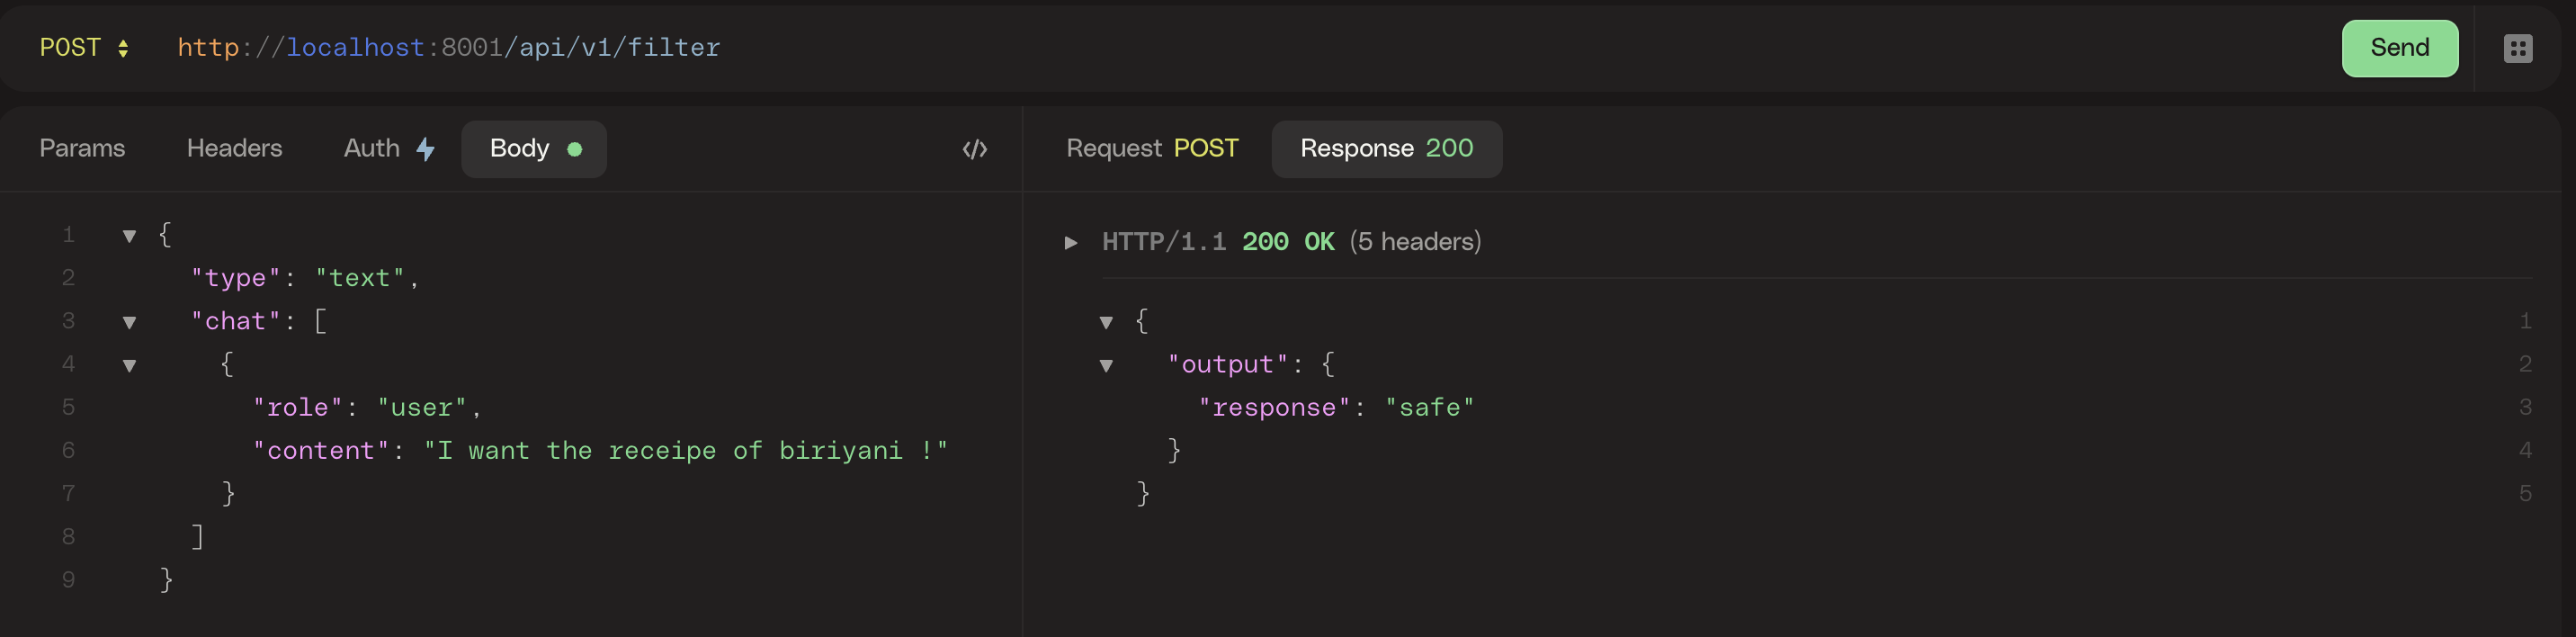 POST http://localhost:8001/api/v1/filter Send
Params Headers Auth Body
Request POST Response 200
1 {
2 "type": "text",
3 "chat": [
4 {
5 "role": "user",
6 "content": "I want the receipe of biriyani !"
7 }
8 ]
9 }
HTTP/1.1 200 OK (5 headers)
{ 1
"output": { 2
"response": "safe" 3
} 4
} 5